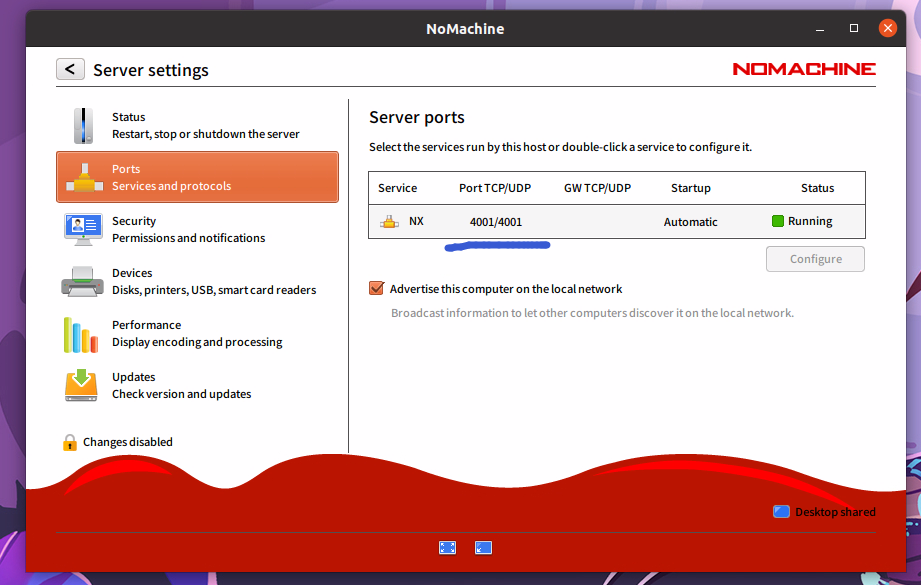 NoMachine
< Server settings
NOMACHINE
Status
Restart, stop or shutdown the server
Ports
Services and protocols
Security
Permissions and notifications
Devices
Disks, printers, USB, smart card readers
Performance
Display encoding and processing
Updates
Check version and updates
Changes disabled
Server ports
Select the services run by this host or double-click a service to configure it.
Service Port TCP/UDP GW TCP/UDP Startup Status
NX 4001/4001 Automatic Running
Configure
Advertise this computer on the local network
Broadcast information to let other computers discover it on the local network.
Desktop shared